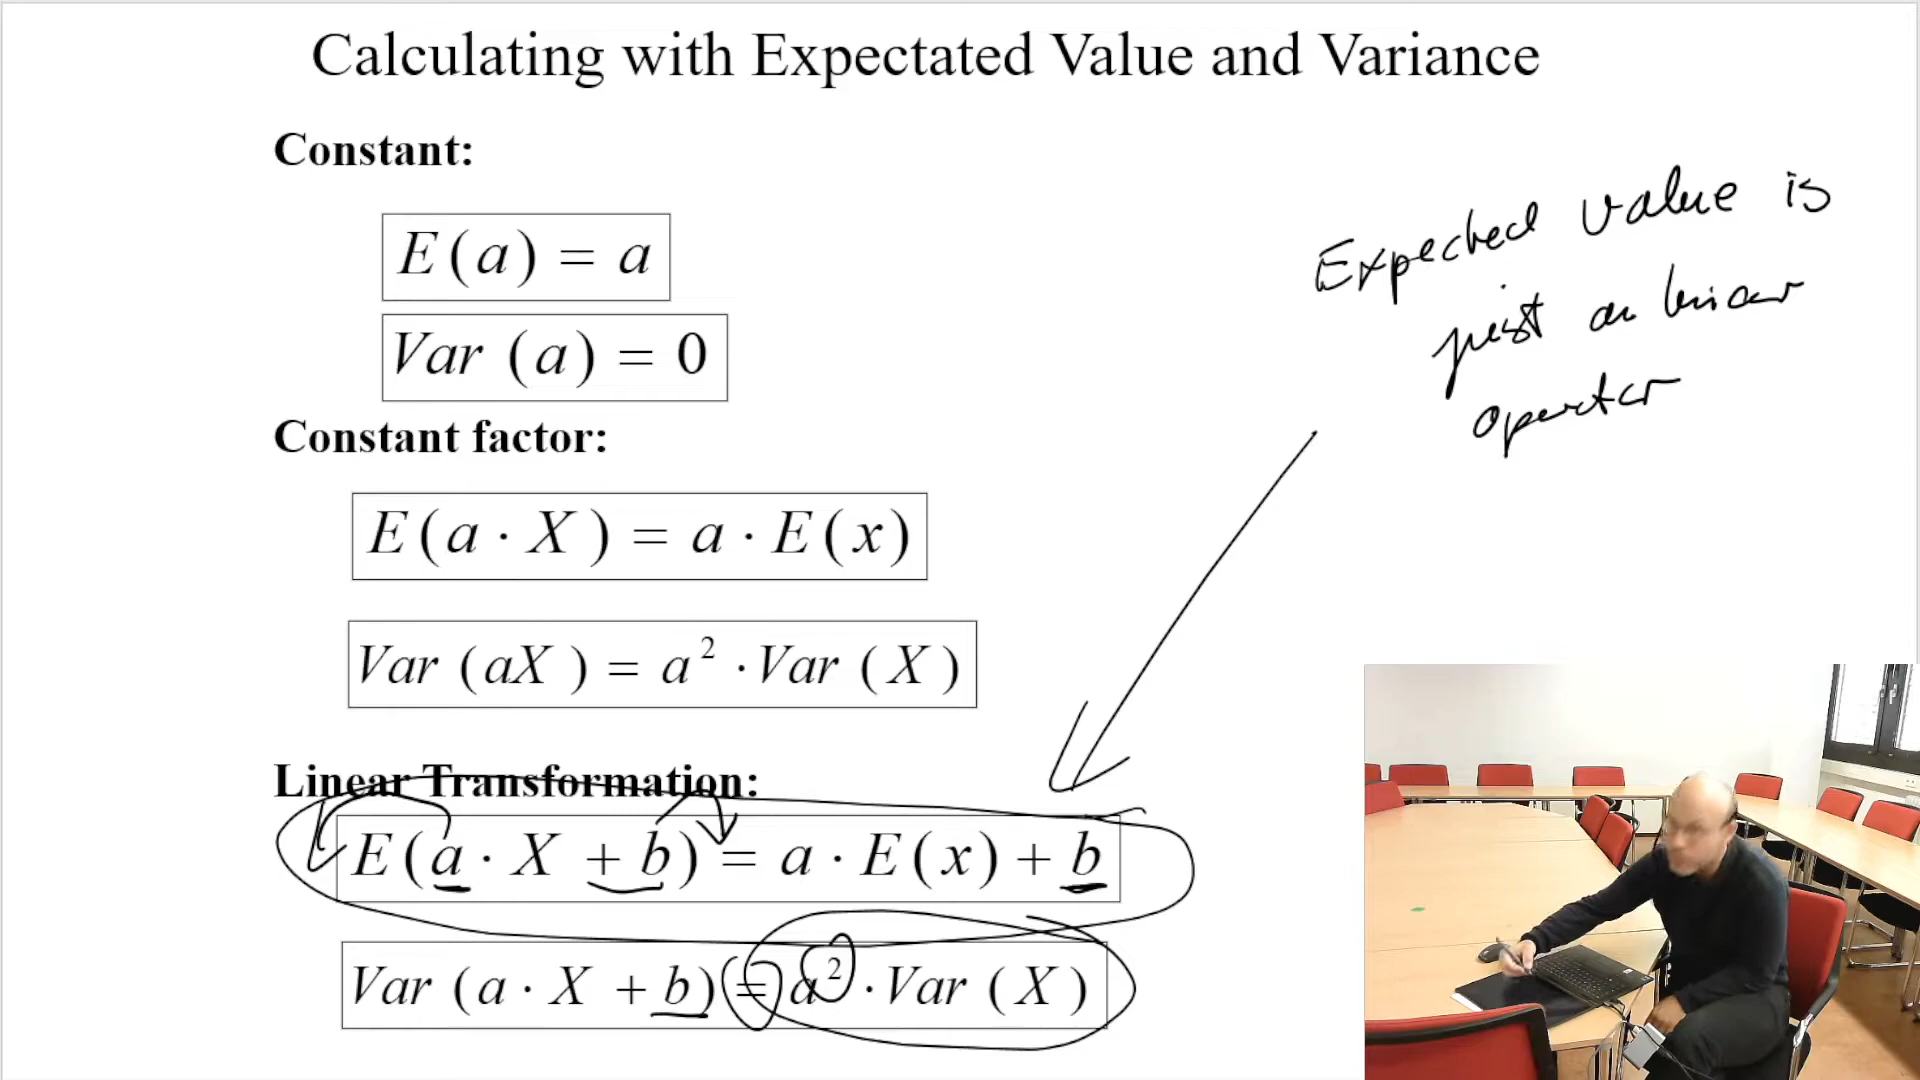 Calculating with Expectated Value and Variance
Constant:
E(a) = a
Var (a) = 0
Constant factor:
E(a · X) = a · E(x)
Var (aX) = a² · Var (X)
Linear Transformation:
E(a · X + b) = a · E(x) + b
Var (a · X + b) = a² · Var (X)
Expected value is
just an linear
operator